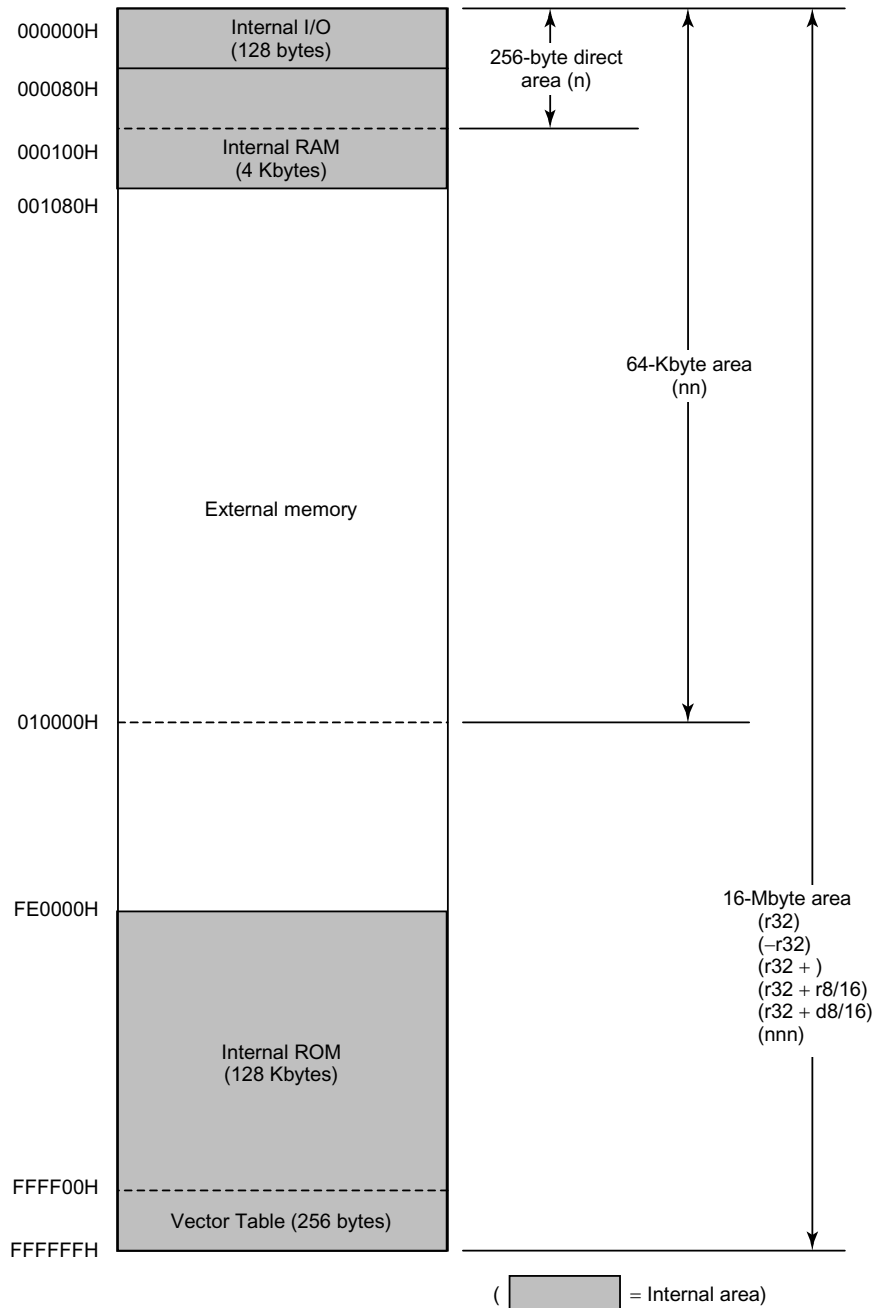 000000H
Internal I/O
(128 bytes)
000080H
256-byte direct
area (n)
000100H
Internal RAM
(4 Kbytes)
001080H
64-Kbyte area
(nn)
External memory
010000H
FE0000H
16-Mbyte area
(r32)
(−r32)
(r32 + )
(r32 + r8/16)
(r32 + d8/16)
(nnn)
Internal ROM
(128 Kbytes)
FFFF00H
Vector Table (256 bytes)
FFFFFFH
( = Internal area)